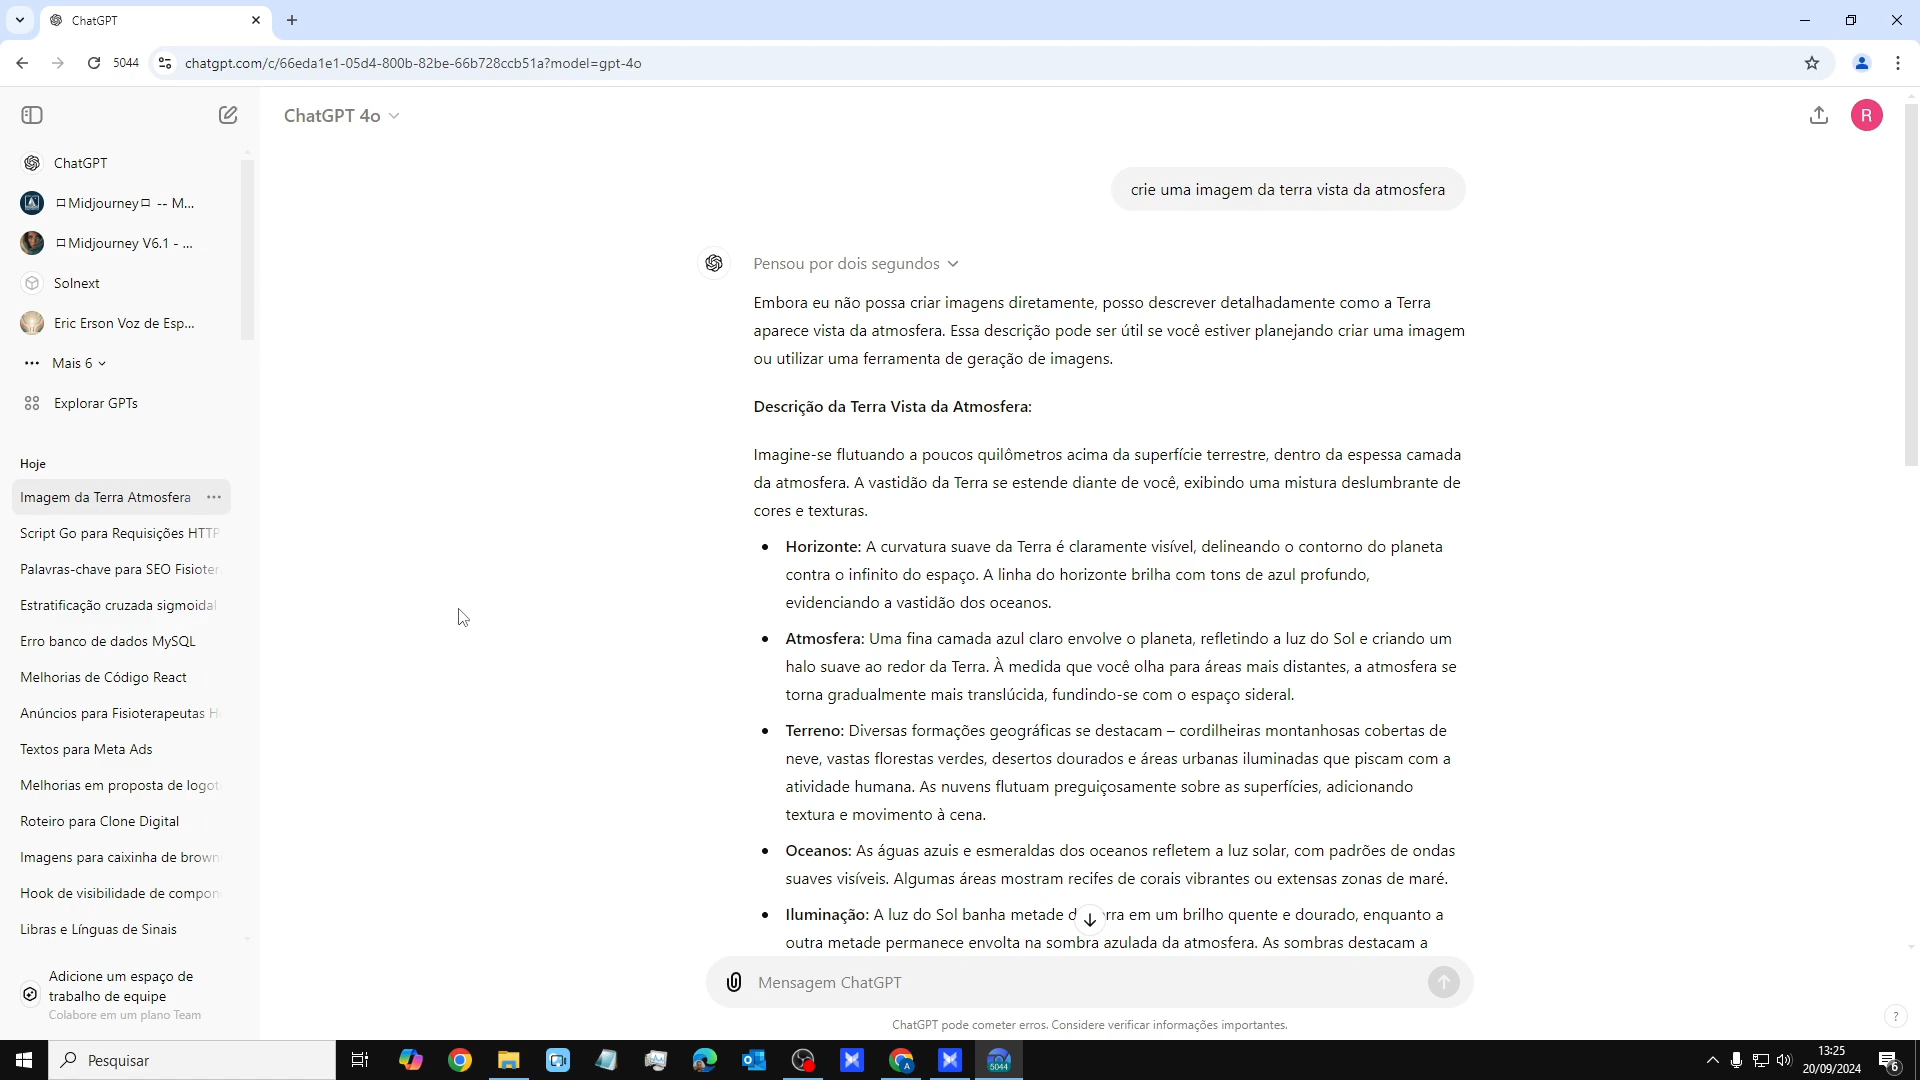 ChatGPT
5044
chatgpt.com/c/66eda1e1-05d4-800b-82be-66b728ccb51a?model=gpt-4o
ChatGPT 4o
R
ChatGPT
Midjourney -- M...
Midjourney V6.1 - ...
Solnext
Eric Erson Voz de Esp...
Mais 6
Explorar GPTs
Hoje
Imagem da Terra Atmosfera
Script Go para Requisições HTTP
Palavras-chave para SEO Fisioter
Estratificação cruzada sigmoidal
Erro banco de dados MySQL
Melhorias de Código React
Anúncios para Fisioterapeutas H
Textos para Meta Ads
Melhorias em proposta de logot
Roteiro para Clone Digital
Imagens para caixinha de brown
Hook de visibilidade de compon
Libras e Línguas de Sinais
Adicione um espaço de
trabalho de equipe
Colabore em um plano Team
crie uma imagem da terra vista da atmosfera
Pensou por dois segundos
Embora eu não possa criar imagens diretamente, posso descrever detalhadamente como a Terra
aparece vista da atmosfera. Essa descrição pode ser útil se você estiver planejando criar uma imagem
ou utilizar uma ferramenta de geração de imagens.
Descrição da Terra Vista da Atmosfera:
Imagine-se flutuando a poucos quilômetros acima da superfície terrestre, dentro da espessa camada
da atmosfera. A vastidão da Terra se estende diante de você, exibindo uma mistura deslumbrante de
cores e texturas.
• Horizonte: A curvatura suave da Terra é claramente visível, delineando o contorno do planeta
contra o infinito do espaço. A linha do horizonte brilha com tons de azul profundo,
evidenciando a vastidão dos oceanos.
• Atmosfera: Uma fina camada azul claro envolve o planeta, refletindo a luz do Sol e criando um
halo suave ao redor da Terra. À medida que você olha para áreas mais distantes, a atmosfera se
torna gradualmente mais translúcida, fundindo-se com o espaço sideral.
• Terreno: Diversas formações geográficas se destacam – cordilheiras montanhosas cobertas de
neve, vastas florestas verdes, desertos dourados e áreas urbanas iluminadas que piscam com a
atividade humana. As nuvens flutuam preguiçosamente sobre as superfícies, adicionando
textura e movimento à cena.
• Oceanos: As águas azuis e esmeraldas dos oceanos refletem a luz solar, com padrões de ondas
suaves visíveis. Algumas áreas mostram recifes de corais vibrantes ou extensas zonas de maré.
• Iluminação: A luz do Sol banha metade d rra em um brilho quente e dourado, enquanto a
outra metade permanece envolta na sombra azulada da atmosfera. As sombras destacam a
Mensagem ChatGPT
ChatGPT pode cometer erros. Considere verificar informações importantes.
?
Pesquisar
A
5044
13:25
20/09/2024
6